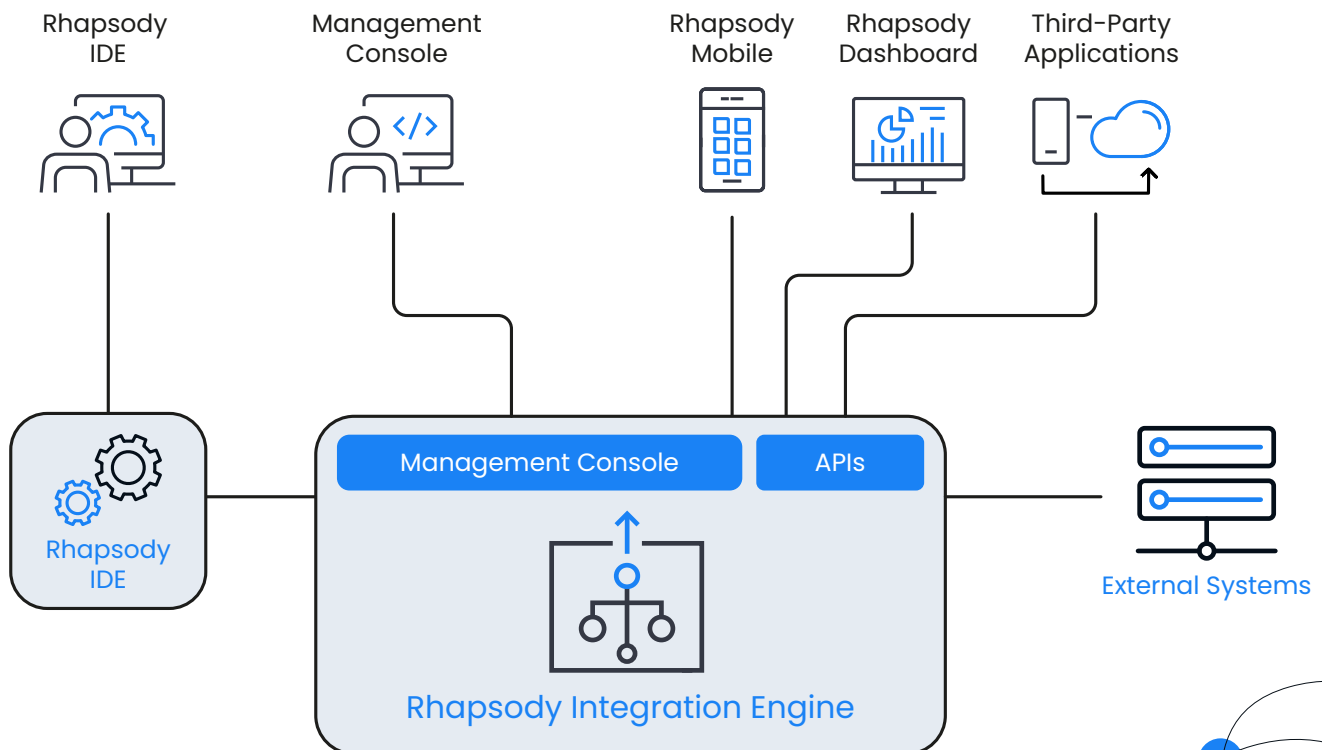 Rhapsody
IDE
Management
Console
Rhapsody
Mobile
Rhapsody
Dashboard
Third-Party
Applications
</>
Management Console
APIs
Rhapsody
IDE
External Systems
Rhapsody Integration Engine